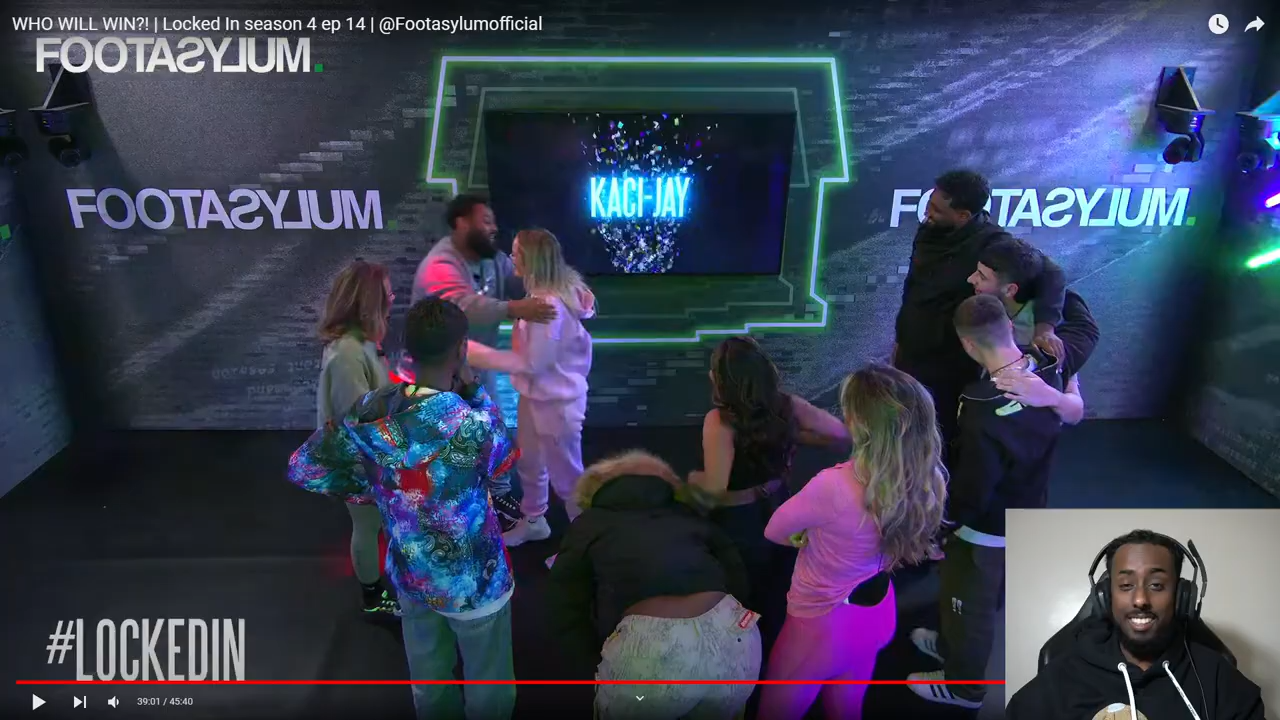 WHO WILL WIN?! | Locked In season 4 ep 14 | @Footasylumofficial
FOOTASYLUM.
KACI-JAY
FOOTASYLUM.
FOOTASYLUM.
#LOCKEDIN
39:01 / 45:40